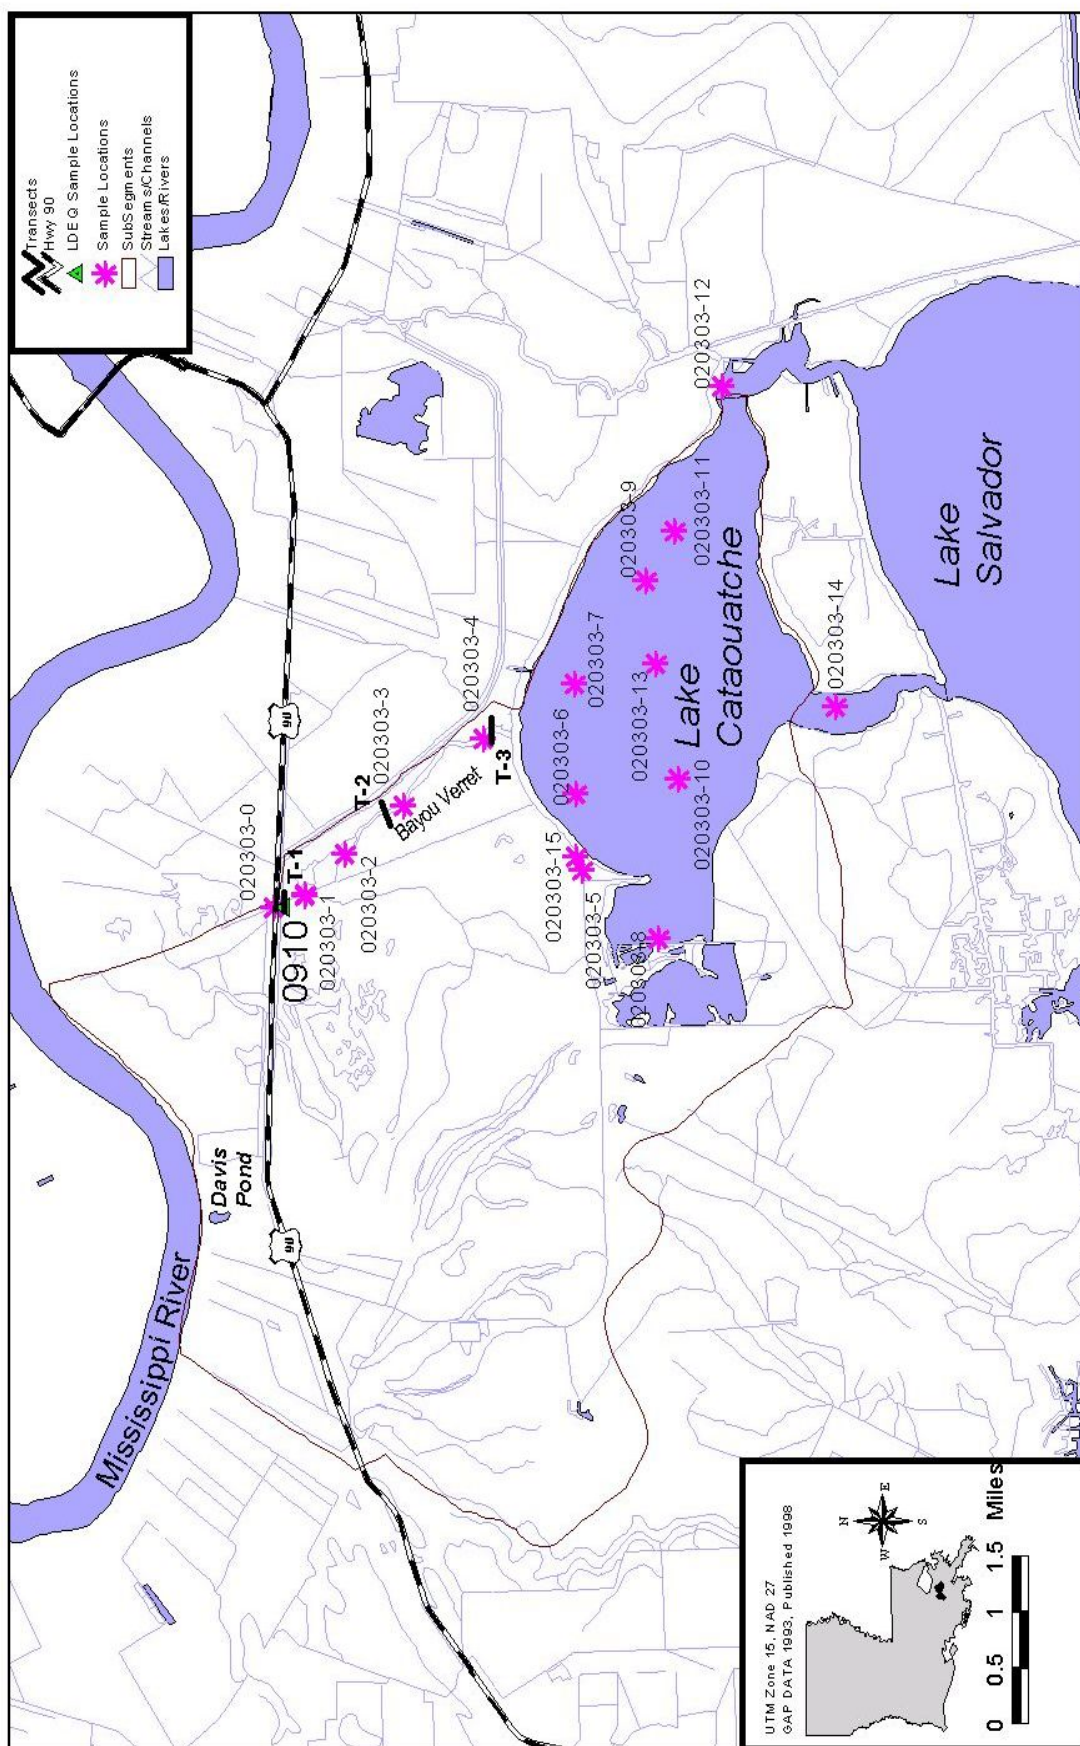 Transects
Hwy 90
LDEQ Sample Locations
Sample Locations
SubSegments
Streams/Channels
Lakes/Rivers
Mississippi River
Davis
Pond
90
90
0910
020303-0
T-1
020303-1
020303-2
T-2
020303-3
Bayou Verret
020303-4
T-3
020303-15
020303-5
020303-8
020303-6
020303-7
020303-13
020303-10
020303-9
020303-11
020303-12
Lake
Cataouatche
020303-14
Lake
Salvador
UTM Zone 15, NAD 27
GAP DATA 1993, Published 1998
N
W
E
S
0 0.5 1 1.5 Miles